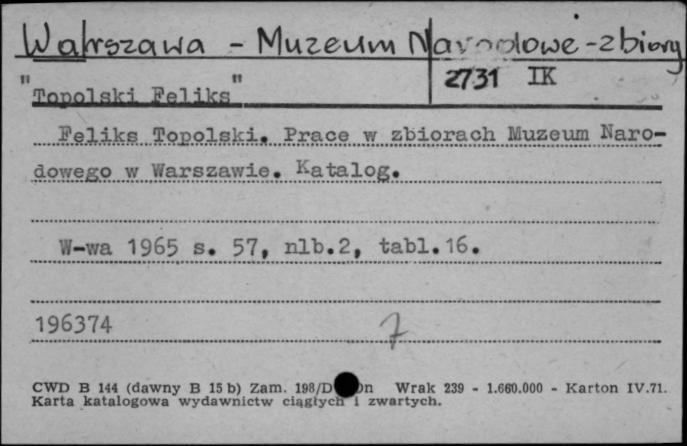 Warszawa - Muzeum Narodowe - zbiory
2731 IK
"Topolski Feliks"
Feliks Topolski. Prace w zbiorach Muzeum Naro-
dowego w Warszawie. Katalog.
W-wa 1965 s. 57, nlb.2, tabl.16.
196374
7
CWD B 144 (dawny B 15 b) Zam. 198/D n Wrak 239 - 1.660.000 - Karton IV.71.
Karta katalogowa wydawnictw ciągłych i zwartych.